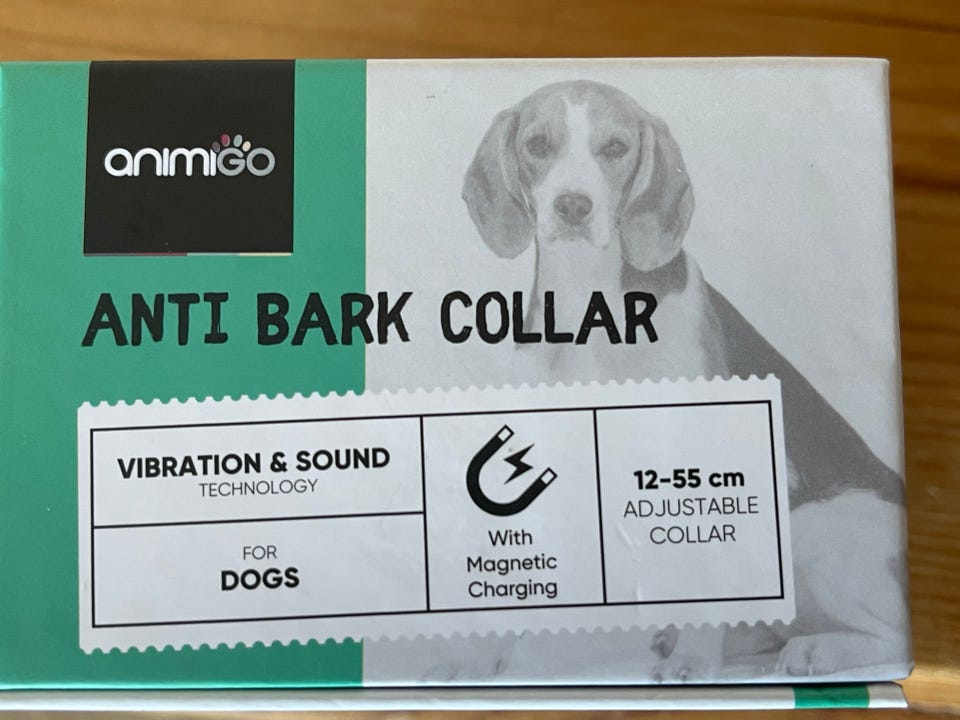 animiGO
ANTI BARK COLLAR
VIBRATION & SOUND
TECHNOLOGY
FOR
DOGS
With
Magnetic
Charging
12-55 cm
ADJUSTABLE
COLLAR